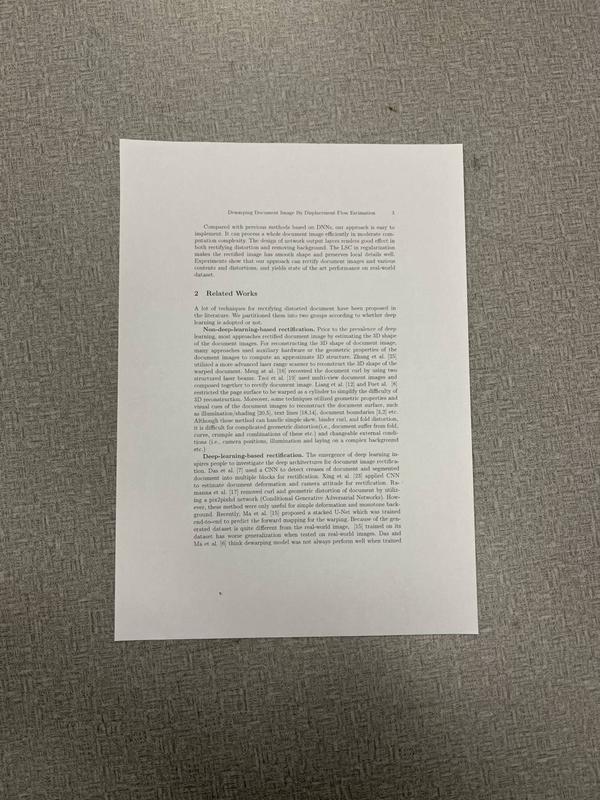 Dewarping Document Image By Displacement Flow Estimation 3
Compared with previous methods based on DNNs, our approach is easy to
implement. It can process a whole document image efficiently in moderate com-
putation complexity. The design of network output layers renders good effect in
both rectifying distortion and removing background. The LSC in regularization
makes the rectified image has smooth shape and preserves local details well.
Experiments show that our approach can rectify document images and various
contents and distortions, and yields state of the art performance on real-world
dataset.
2 Related Works
A lot of techniques for rectifying distorted document have been proposed in
the literature. We partitioned them into two groups according to whether deep
learning is adopted or not.
Non-deep-learning-based rectification. Prior to the prevalence of deep
learning, most approaches rectified document image by estimating the 3D shape
of the document images. For reconstructing the 3D shape of document image,
many approaches used auxiliary hardware or the geometric properties of the
document images to compute an approximate 3D structure. Zhang et al. [25]
utilized a more advanced laser range scanner to reconstruct the 3D shape of the
warped document. Meng at al. [16] recovered the document curl by using two
structured laser beams. Tsoi et al. [19] used multi-view document images and
composed together to rectify document image. Liang et al. [12] and Fuet al. [8]
restricted the page surface to be warped as a cylinder to simplify the difficulty of
3D reconstruction. Moreover, some techniques utilized geometric properties and
visual cues of the document images to reconstruct the document surface, such
as illumination/shading [20,5], text lines [18,14], document boundaries [3,2] etc.
Although these method can handle simple skew, binder curl, and fold distortion,
it is difficult for complicated geometric distortion(i.e., document suffer from fold,
curve, crumple and combinations of these etc.) and changeable external condi-
tions (i.e., camera positions, illumination and laying on a complex background
etc.)
Deep-learning-based rectification. The emergence of deep learning in-
spires people to investigate the deep architectures for document image rectifica-
tion. Das et al. [7] used a CNN to detect creases of document and segmented
document into multiple blocks for rectification. Xing et al. [23] applied CNN
to estimate document deformation and camera attitude for rectification. Ra-
manna et al. [17] removed curl and geometric distortion of document by utiliz-
ing a pix2pixhd network (Conditional Generative Adversarial Networks). How-
ever, these method were only useful for simple deformation and monotone back-
ground. Recently, Ma et al. [15] proposed a stacked U-Net which was trained
end-to-end to predict the forward mapping for the warping. Because of the gen-
erated dataset is quite different from the real-world image, [15] trained on its
dataset has worse generalization when tested on real-world images. Das and
Ma et al. [6] think dewarping model was not always perform well when trained